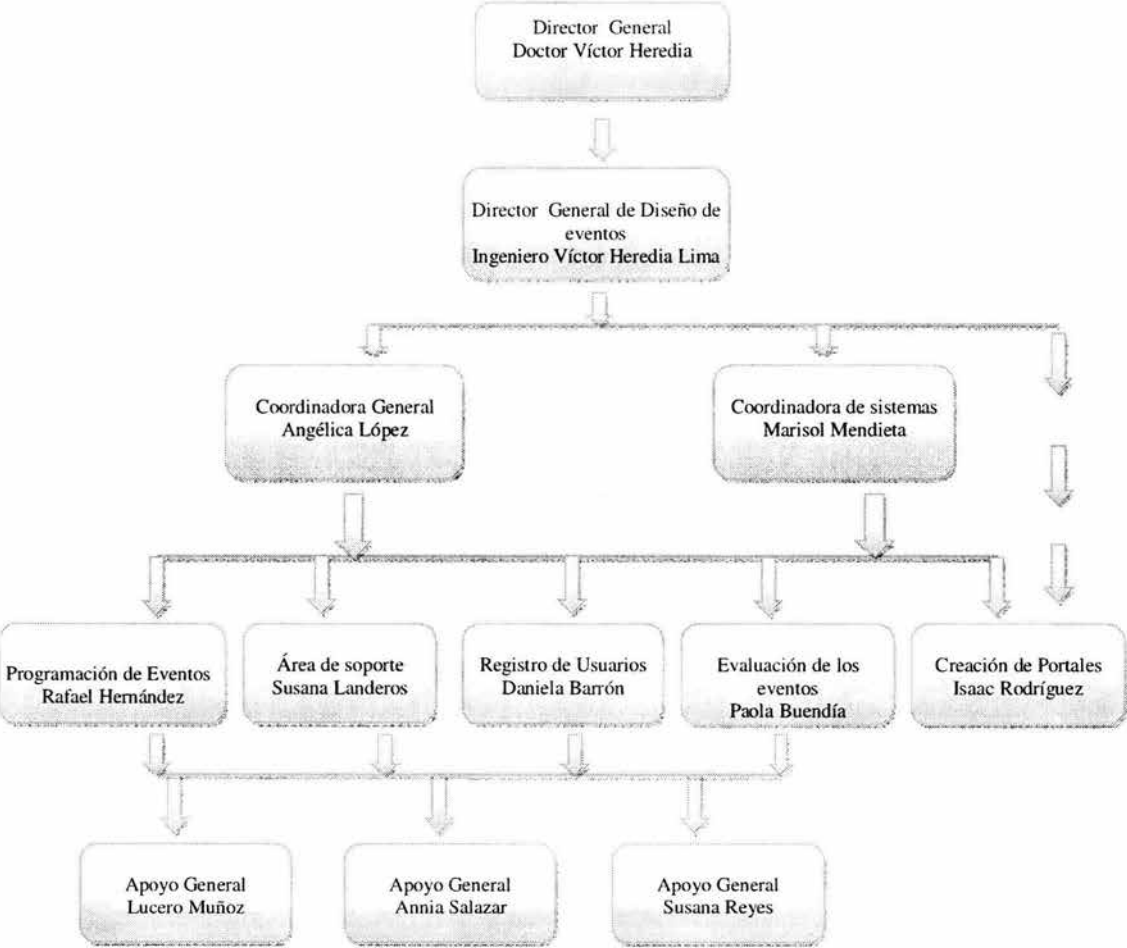 Director General
Doctor Víctor Heredia
Director General de Diseño de
eventos
Ingeniero Víctor Heredia Lima
Coordinadora General
Angélica López
Coordinadora de sistemas
Marisol Mendieta
Programación de Eventos
Rafael Hernández
Área de soporte
Susana Landeros
Registro de Usuarios
Daniela Barrón
Evaluación de los
eventos
Paola Buendía
Creación de Portales
Isaac Rodríguez
Apoyo General
Lucero Muñoz
Apoyo General
Annia Salazar
Apoyo General
Susana Reyes